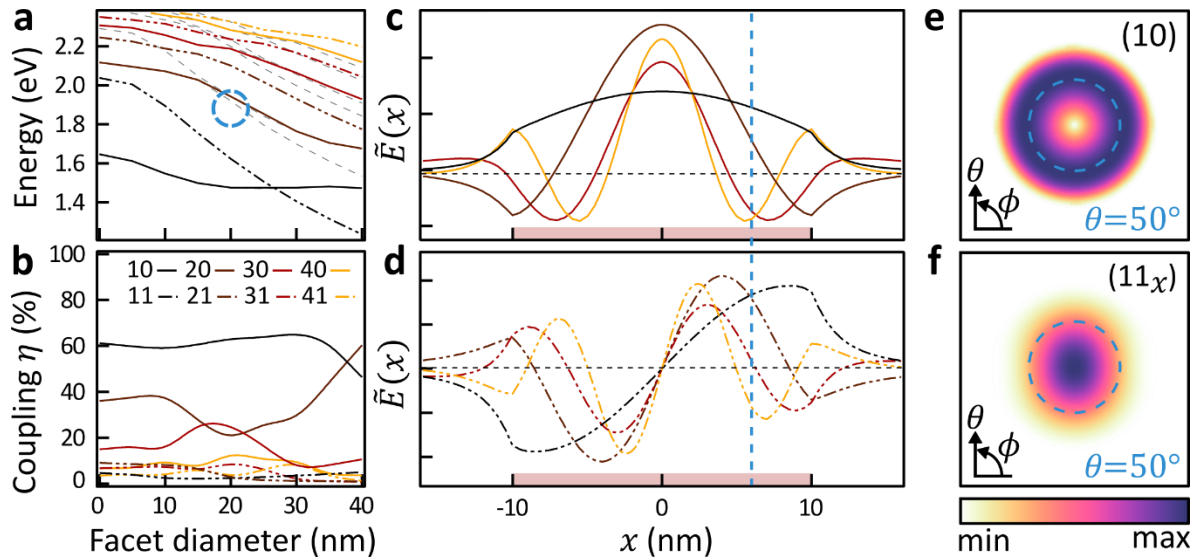 a
Energy (eV)
2.2
2.0
1.8
1.6
1.4
b
Coupling η (%)
100
80
60
40
20
0
10 20 30 40
11 21 31 41
0 10 20 30 40
Facet diameter (nm)
c
Ẽ(x)
d
Ẽ(x)
-10 0 10
x (nm)
e
(10)
θ
ϕ
θ=50°
f
(11x)
θ
ϕ
θ=50°
min max